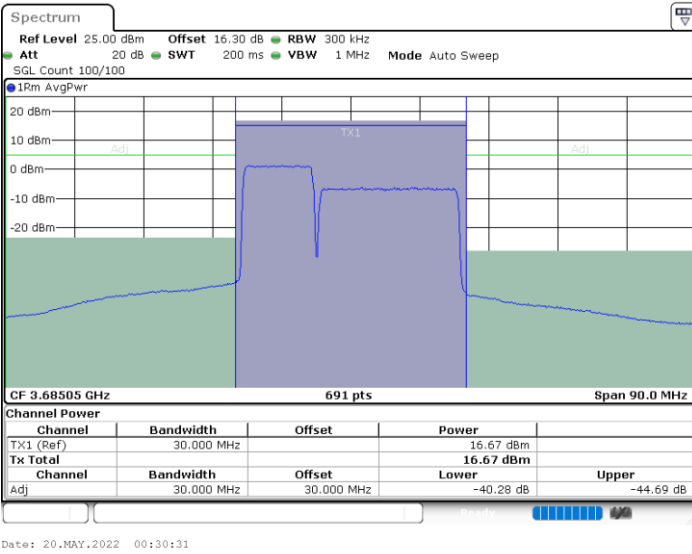 Spectrum
Ref Level 25.00 dBm Offset 16.30 dB RBW 300 kHz
Att 20 dB SWT 200 ms VBW 1 MHz Mode Auto Sweep
SGL Count 100/100
1Rm AvgPwr
20 dBm
TX1
10 dBm
Adj Adj
0 dBm
-10 dBm
-20 dBm
CF 3.68505 GHz 691 pts Span 90.0 MHz
Channel Power
Channel Bandwidth Offset Power
TX1 (Ref) 30.000 MHz 16.67 dBm
Tx Total 16.67 dBm
Channel Bandwidth Offset Lower Upper
Adj 30.000 MHz 30.000 MHz -40.28 dB -44.69 dB
Ready
Date: 20.MAY.2022 00:30:31